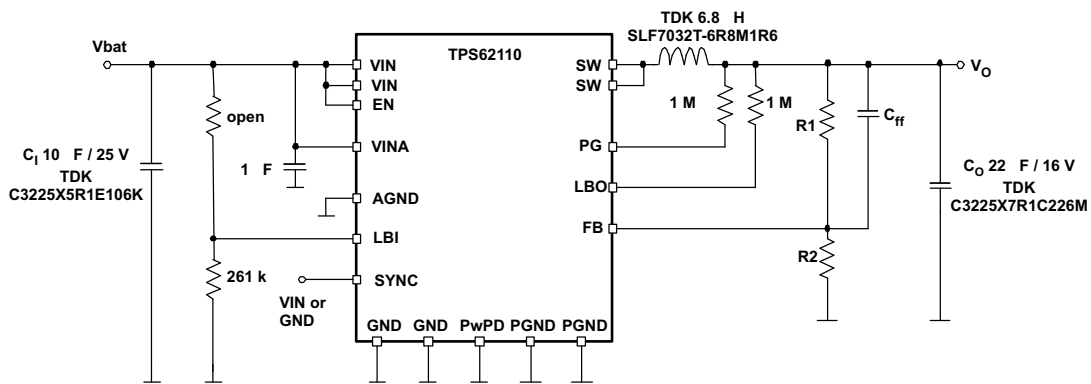 TDK 6.8 H
SLF7032T-6R8M1R6
Vbat
TPS62110
VIN
SW
VO
VIN
SW
EN
open
1 M
1 M
R1
Cff
CI 10 F / 25 V
TDK
C3225X5R1E106K
VINA
PG
1 F
CO 22 F / 16 V
TDK
C3225X7R1C226M
AGND
LBO
LBI
FB
R2
261 k
SYNC
VIN or
GND
GND GND PwPD PGND PGND